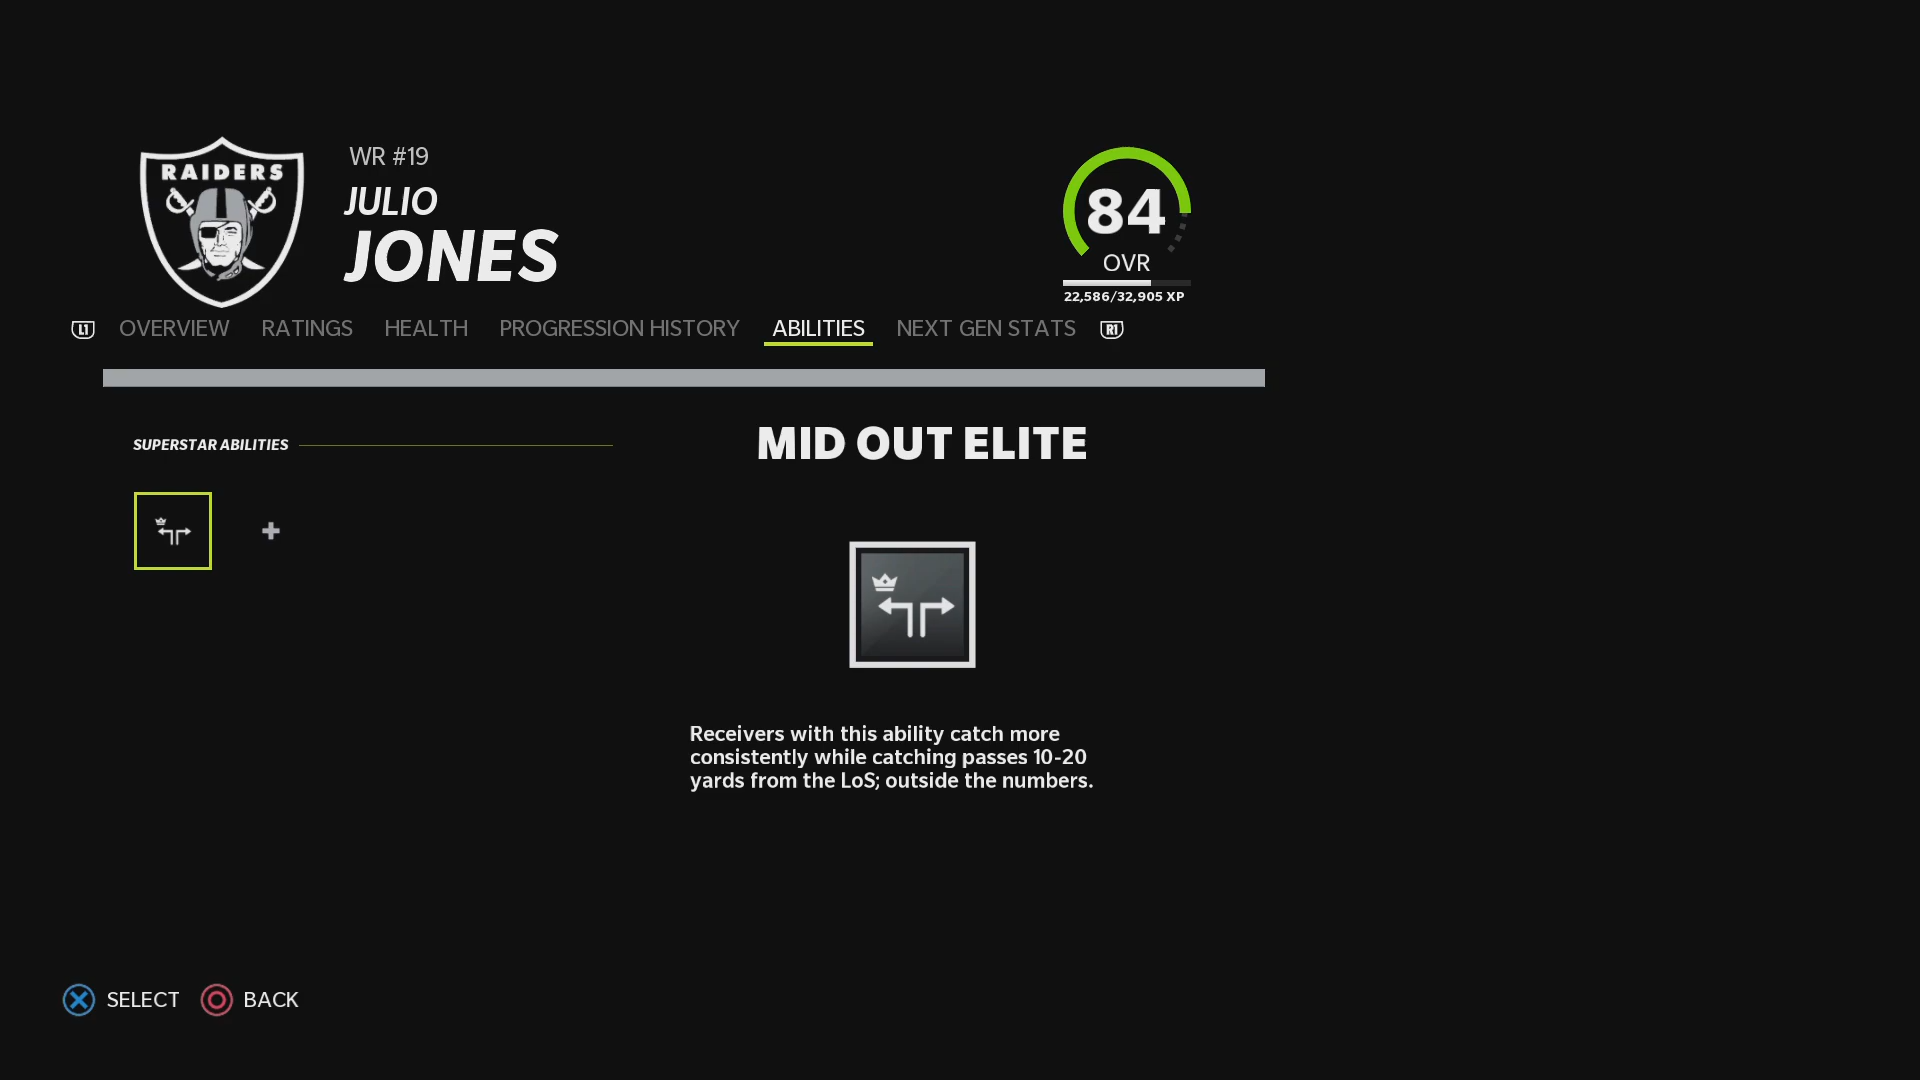 RAIDERS
WR #19
JULIO
JONES
84
OVR
22,586/32,905 XP
L1 OVERVIEW RATINGS HEALTH PROGRESSION HISTORY ABILITIES NEXT GEN STATS R1
SUPERSTAR ABILITIES
MID OUT ELITE
Receivers with this ability catch more
consistently while catching passes 10-20
yards from the LoS; outside the numbers.
SELECT BACK